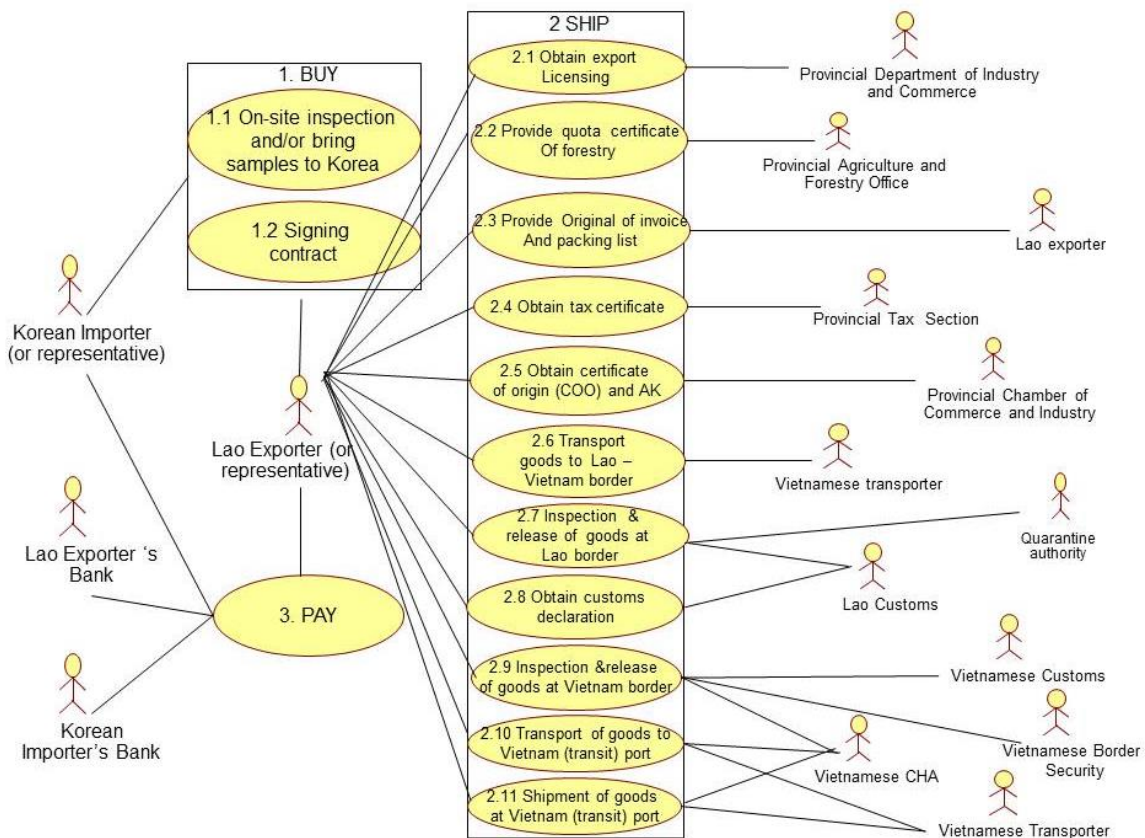 1. BUY
1.1 On-site inspection
and/or bring
samples to Korea
1.2 Signing
contract
Korean Importer
(or representative)
Lao Exporter (or
representative)
Lao Exporter ‘s
Bank
3. PAY
Korean
Importer’s Bank
2 SHIP
2.1 Obtain export
Licensing
2.2 Provide quota certificate
Of forestry
2.3 Provide Original of invoice
And packing list
2.4 Obtain tax certificate
2.5 Obtain certificate
of origin (COO) and AK
2.6 Transport
goods to Lao –
Vietnam border
2.7 Inspection &
release of goods at
Lao border
2.8 Obtain customs
declaration
2.9 Inspection &release
of goods at Vietnam border
2.10 Transport of goods to
Vietnam (transit) port
2.11 Shipment of goods
at Vietnam (transit) port
Provincial Department of Industry
and Commerce
Provincial Agriculture and
Forestry Office
Lao exporter
Provincial Tax Section
Provincial Chamber of
Commerce and Industry
Vietnamese transporter
Quarantine
authority
Lao Customs
Vietnamese Customs
Vietnamese Border
Security
Vietnamese CHA
Vietnamese Transporter